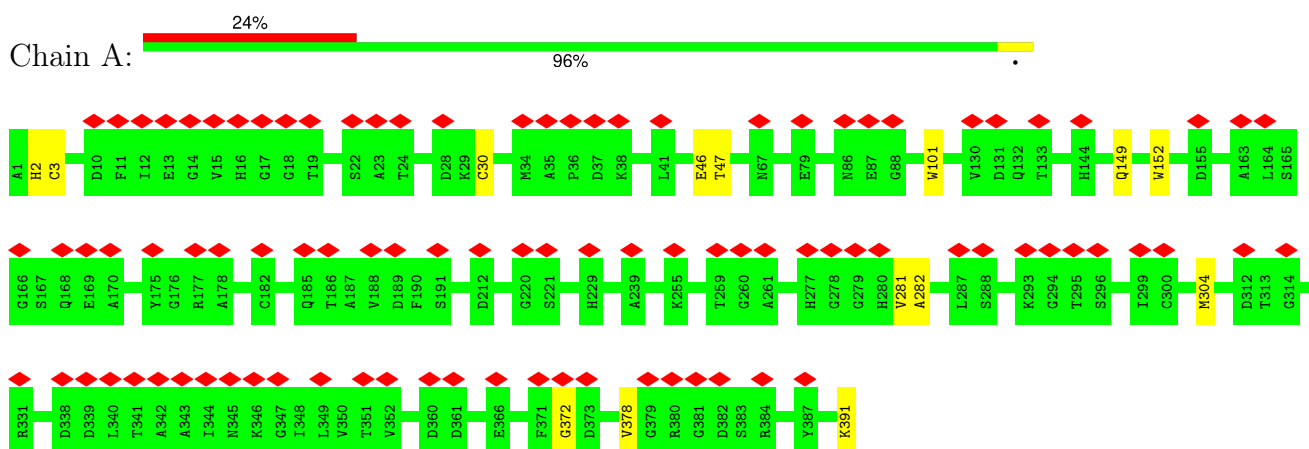 24%
Chain A:
96%
•
A1 H2 C3 D10 F11 I12 E13 G14 V15 H16 G17 G18 T19 S22 A23 T24 D28 K29 C30 M34 A35 P36 D37 K38 L41 E46 T47 N67 E79 N86 E87 G88 W101 V130 D131 Q132 T133 H144 Q149 W152 D155 A163 L164 S165
G166 S167 Q168 E169 A170 Y175 G176 R177 A178 C182 Q185 T186 A187 V188 D189 F190 S191 D212 G220 S221 H229 A239 K255 T259 G260 A261 H277 G278 G279 H280 V281 A282 L287 S288 K293 G294 T295 S296 I299 C300 M304 D312 T313 G314
R331 D338 D339 L340 T341 A342 A343 I344 N345 K346 G347 I348 L349 V350 T351 V352 D360 D361 E366 F371 G372 D373 V378 G379 R380 G381 D382 S383 R384 Y387 K391